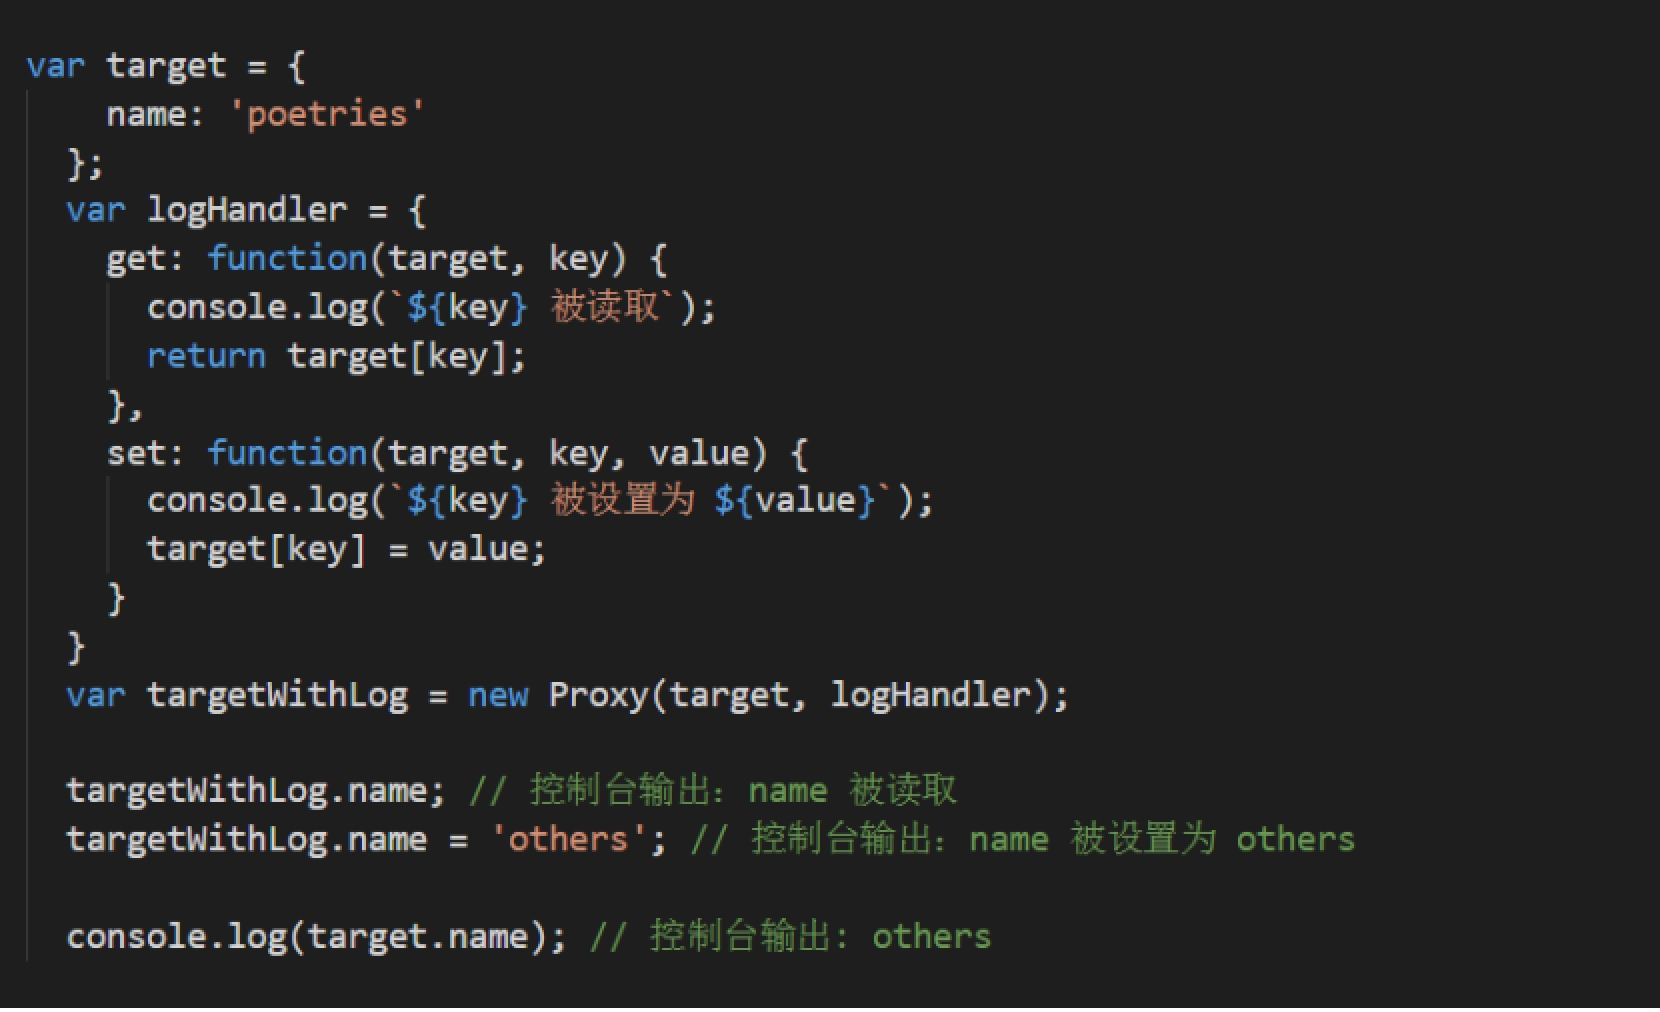 var target = {
    name: 'poetries'
  };
  var logHandler = {
    get: function(target, key) {
      console.log(`${key} 被读取`);
      return target[key];
    },
    set: function(target, key, value) {
      console.log(`${key} 被设置为 ${value}`);
      target[key] = value;
    }
  }
  var targetWithLog = new Proxy(target, logHandler);
  targetWithLog.name; // 控制台输出：name 被读取
  targetWithLog.name = 'others'; // 控制台输出：name 被设置为 others
  console.log(target.name); // 控制台输出: others